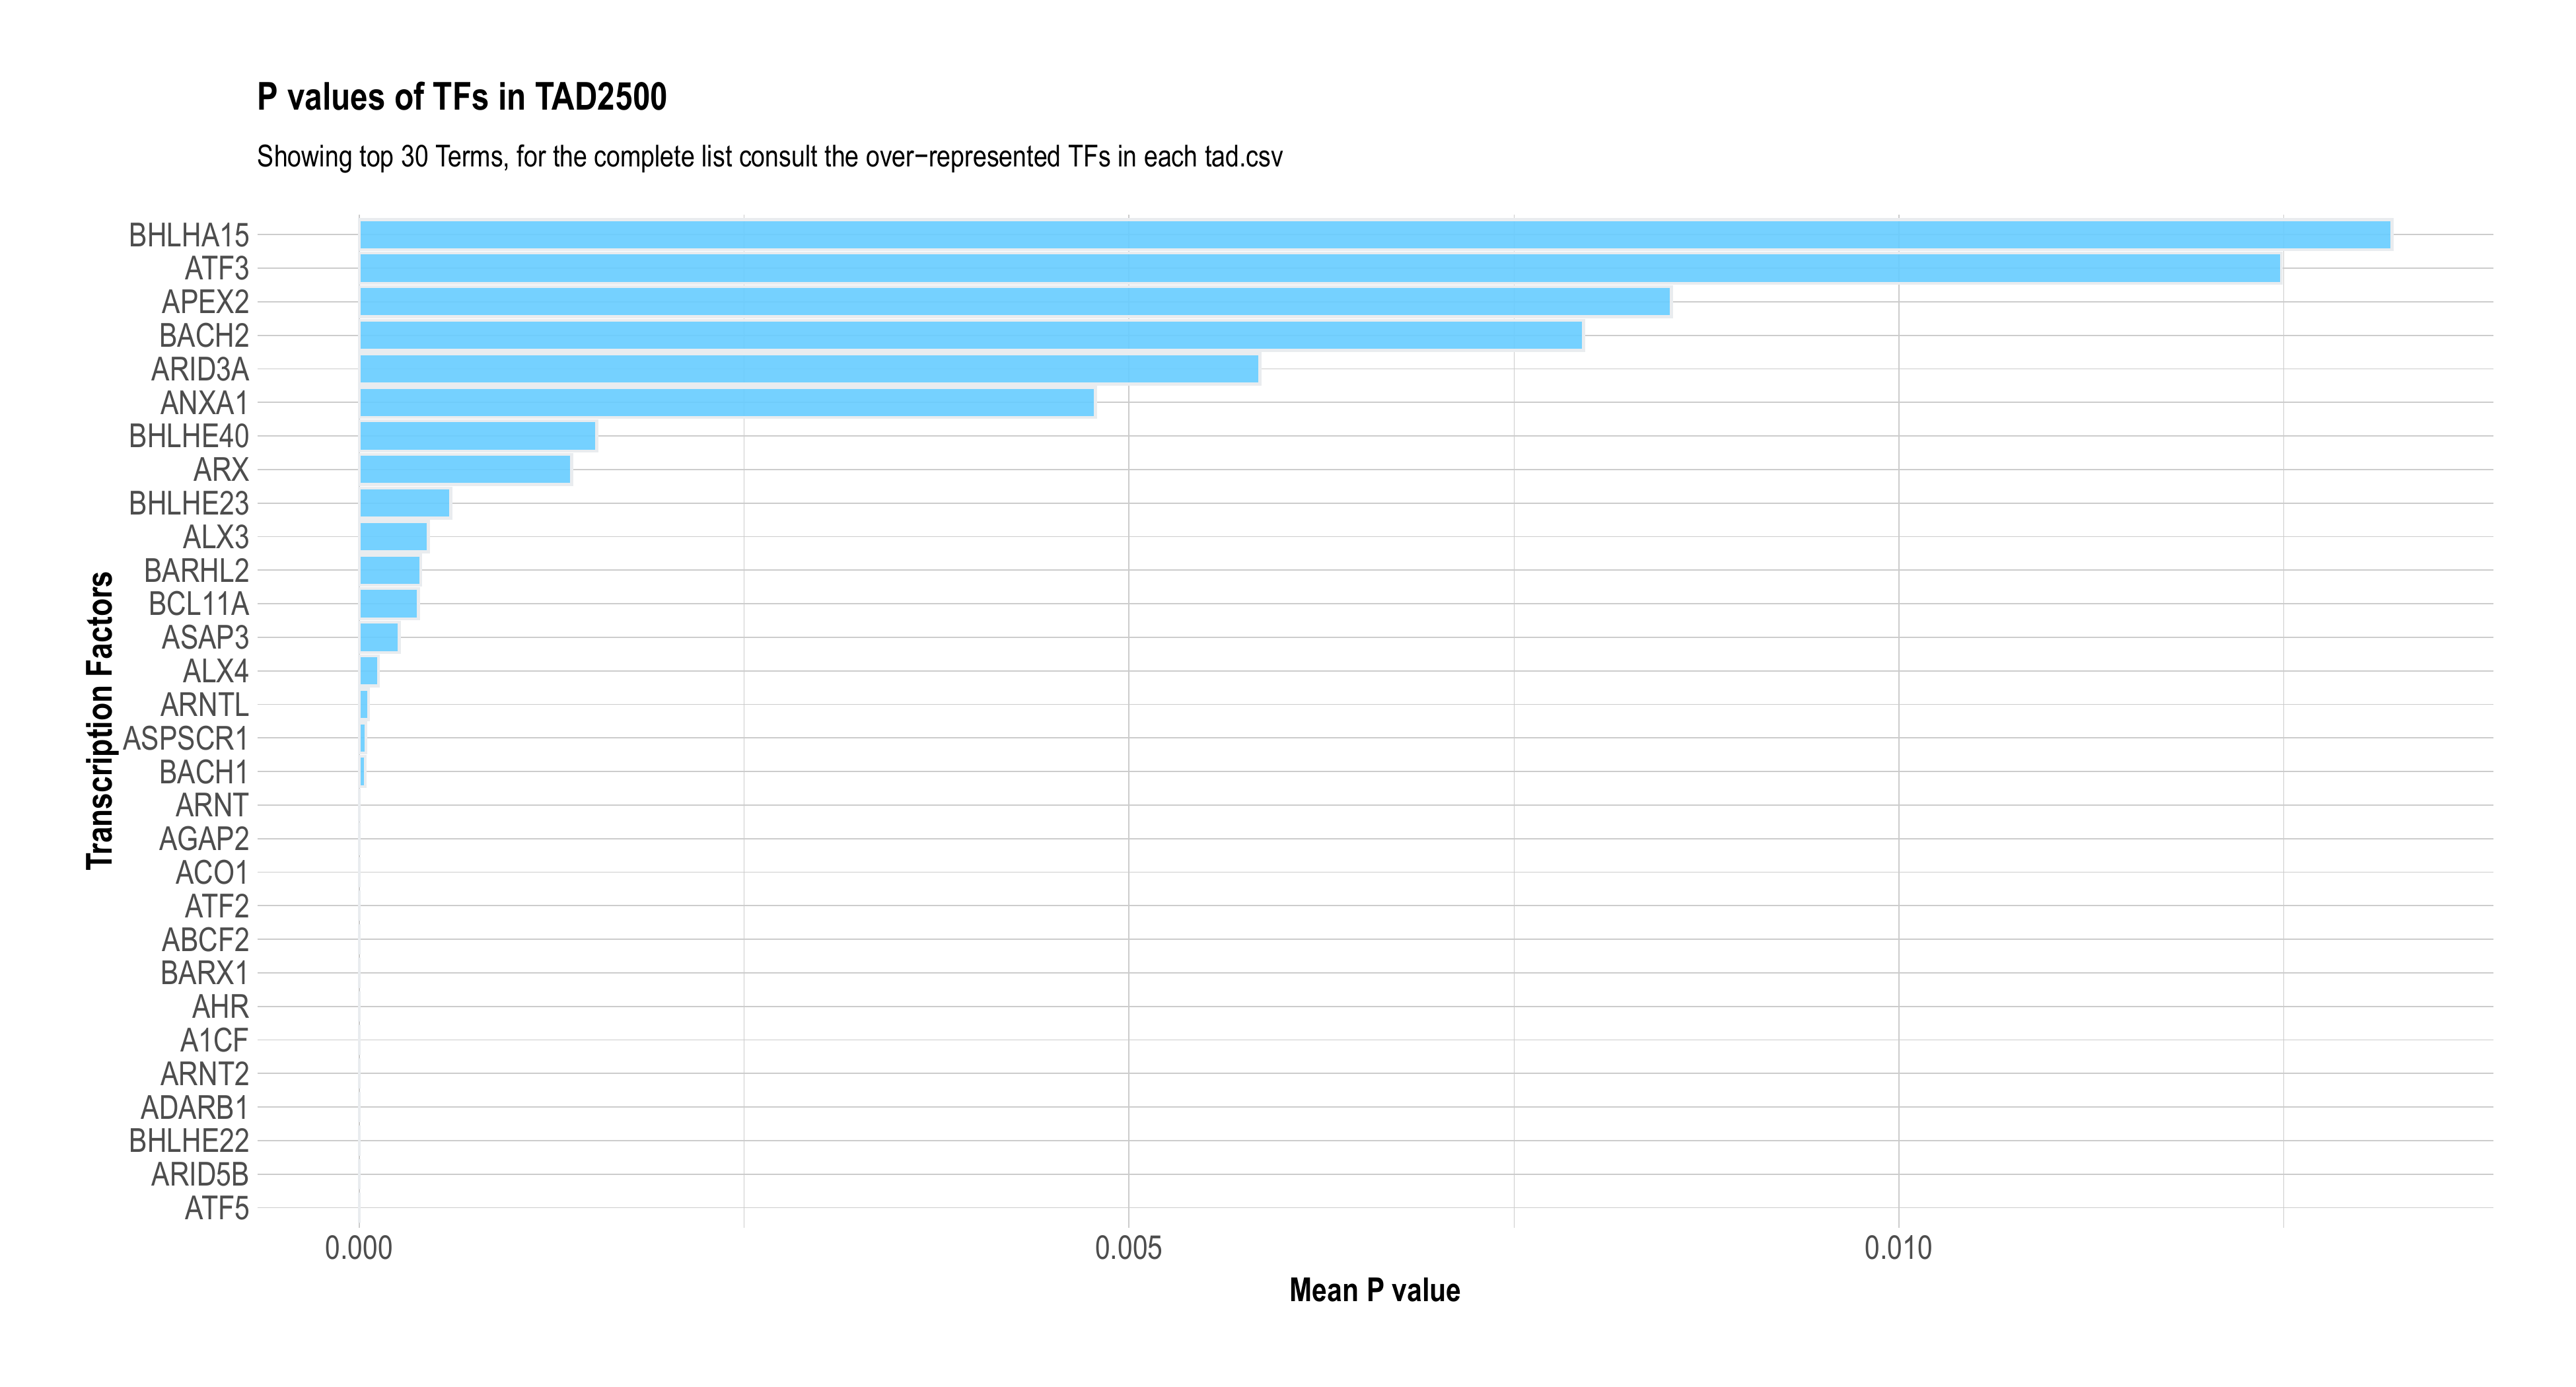 P values of TFs in TAD2500
Showing top 30 Terms, for the complete list consult the over−represented TFs in each tad.csv
Transcription Factors
BHLHA15
ATF3
APEX2
BACH2
ARID3A
ANXA1
BHLHE40
ARX
BHLHE23
ALX3
BARHL2
BCL11A
ASAP3
ALX4
ARNTL
ASPSCR1
BACH1
ARNT
AGAP2
ACO1
ATF2
ABCF2
BARX1
AHR
A1CF
ARNT2
ADARB1
BHLHE22
ARID5B
ATF5
0.000 0.005 0.010
Mean P value